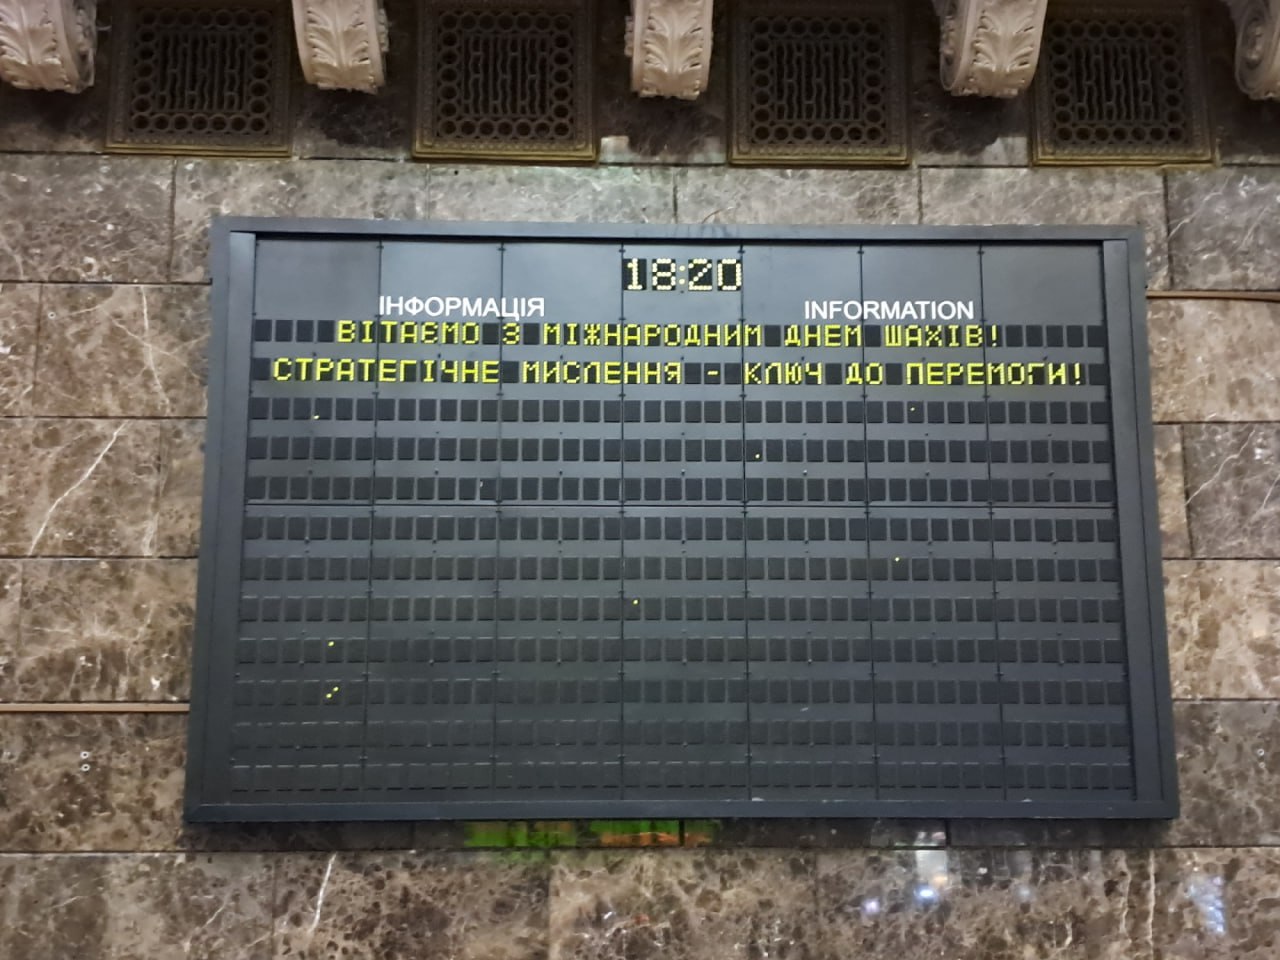 18:20
ІНФОРМАЦІЯ INFORMATION
ВІТАЄМО З МІЖНАРОДНИМ ДНЕМ ШАХІВ!
СТРАТЕГІЧНЕ МИСЛЕННЯ - КЛЮЧ ДО ПЕРЕМОГИ!